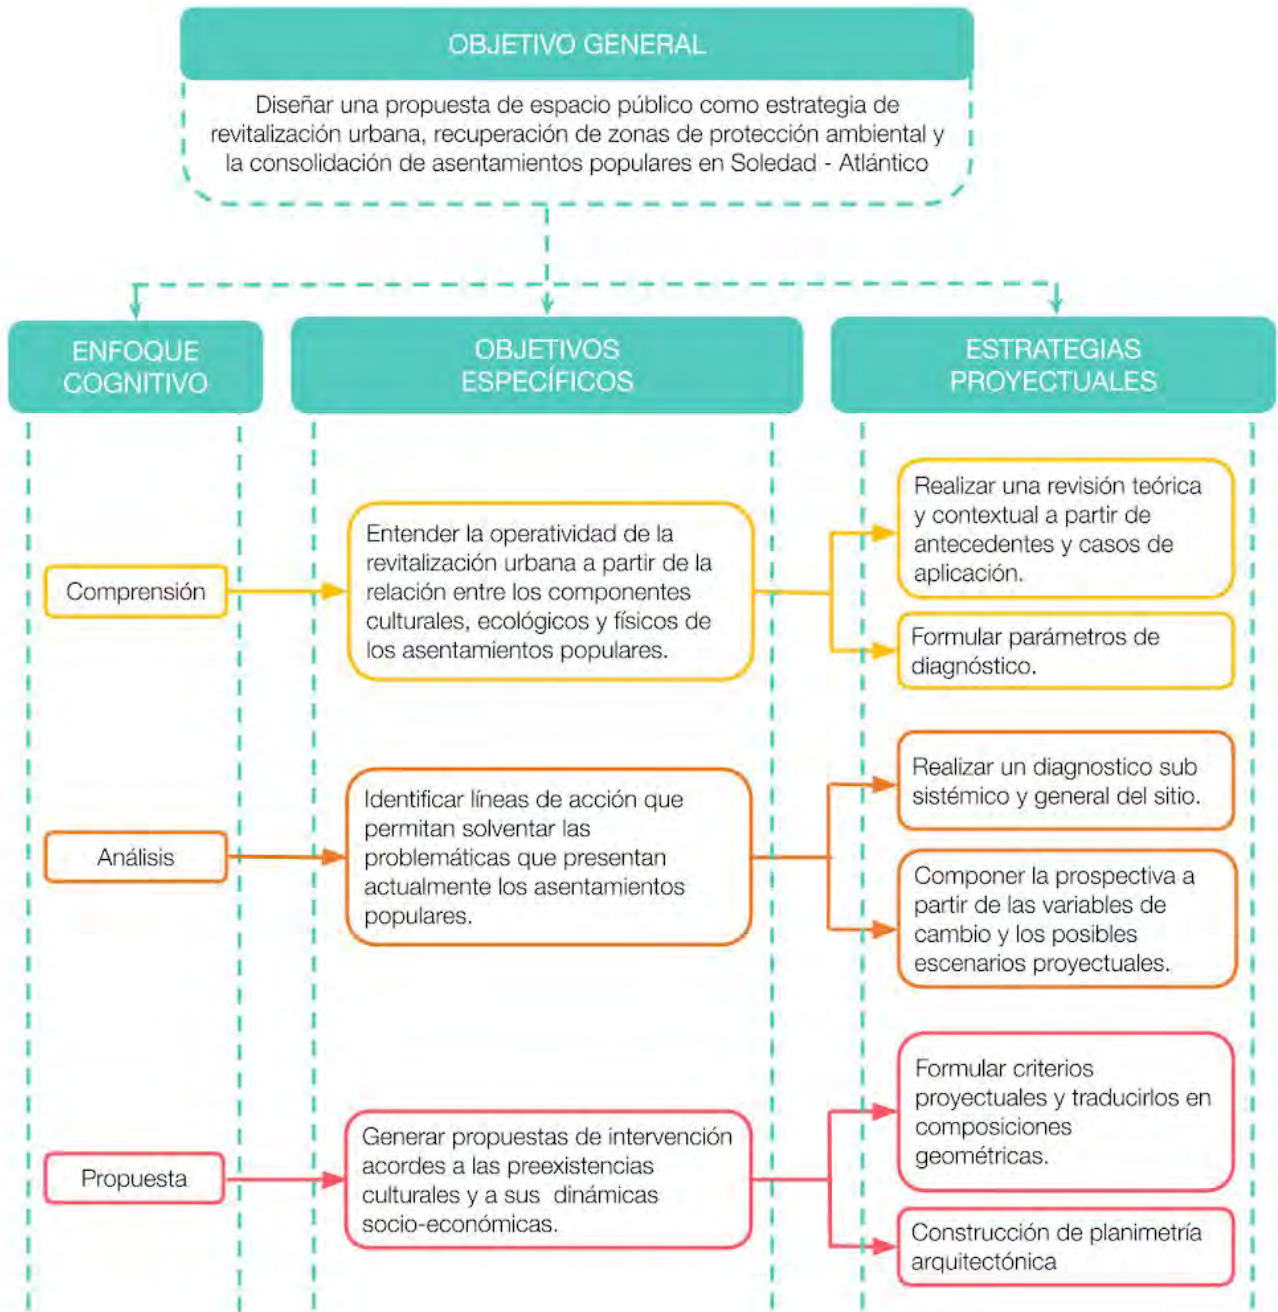 OBJETIVO GENERAL
Diseñar una propuesta de espacio público como estrategia de
revitalización urbana, recuperación de zonas de protección ambiental y
la consolidación de asentamientos populares en Soledad - Atlántico
ENFOQUE
COGNITIVO
OBJETIVOS
ESPECÍFICOS
ESTRATEGIAS
PROYECTUALES
Comprensión
Entender la operatividad de la
revitalización urbana a partir de la
relación entre los componentes
culturales, ecológicos y físicos de
los asentamientos populares.
Realizar una revisión teórica
y contextual a partir de
antecedentes y casos de
aplicación.
Formular parámetros de
diagnóstico.
Análisis
Identificar líneas de acción que
permitan solventar las
problemáticas que presentan
actualmente los asentamientos
populares.
Realizar un diagnostico sub
sistémico y general del sitio.
Componer la prospectiva a
partir de las variables de
cambio y los posibles
escenarios proyectuales.
Propuesta
Generar propuestas de intervención
acordes a las preexistencias
culturales y a sus dinámicas
socio-económicas.
Formular criterios
proyectuales y traducirlos en
composiciones
geométricas.
Construcción de planimetría
arquitectónica